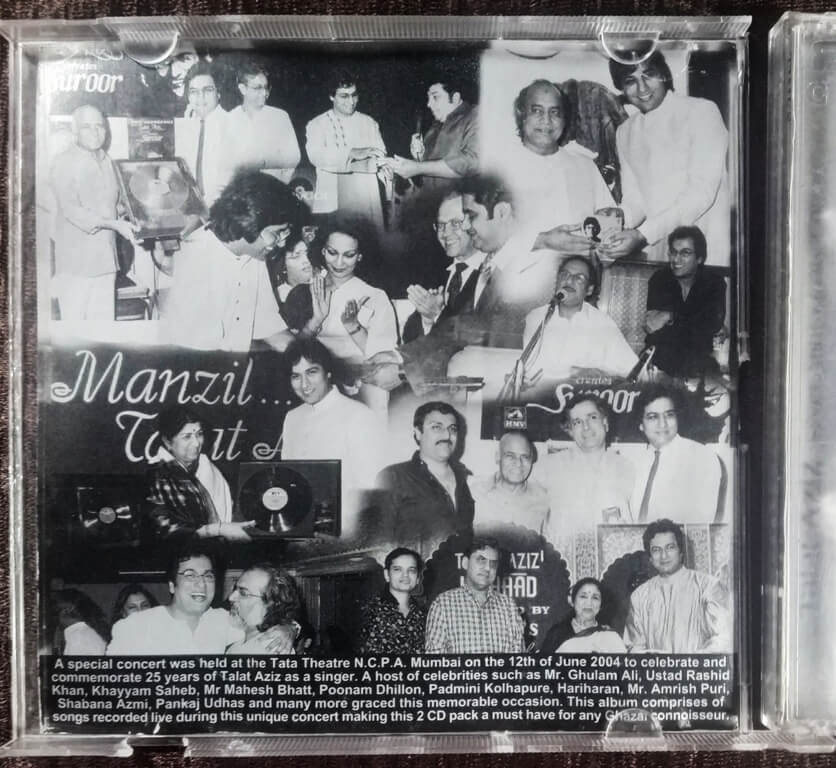 Suroor
Manzil...
HMV
Suroor
A special concert was held at the Tata Theatre N.C.P.A. Mumbai on the 12th of June 2004 to celebrate and
commemorate 25 years of Talat Aziz as a singer. A host of celebrities such as Mr. Ghulam Ali, Ustad Rashid
Khan, Khayyam Saheb, Mr Mahesh Bhatt, Poonam Dhillon, Padmini Kolhapure, Hariharan, Mr. Amrish Puri,
Shabana Azmi, Pankaj Udhas and many more graced this memorable occasion. This album comprises of
songs recorded live during this unique concert making this 2 CD pack a must have for any Ghazal connoisseur.